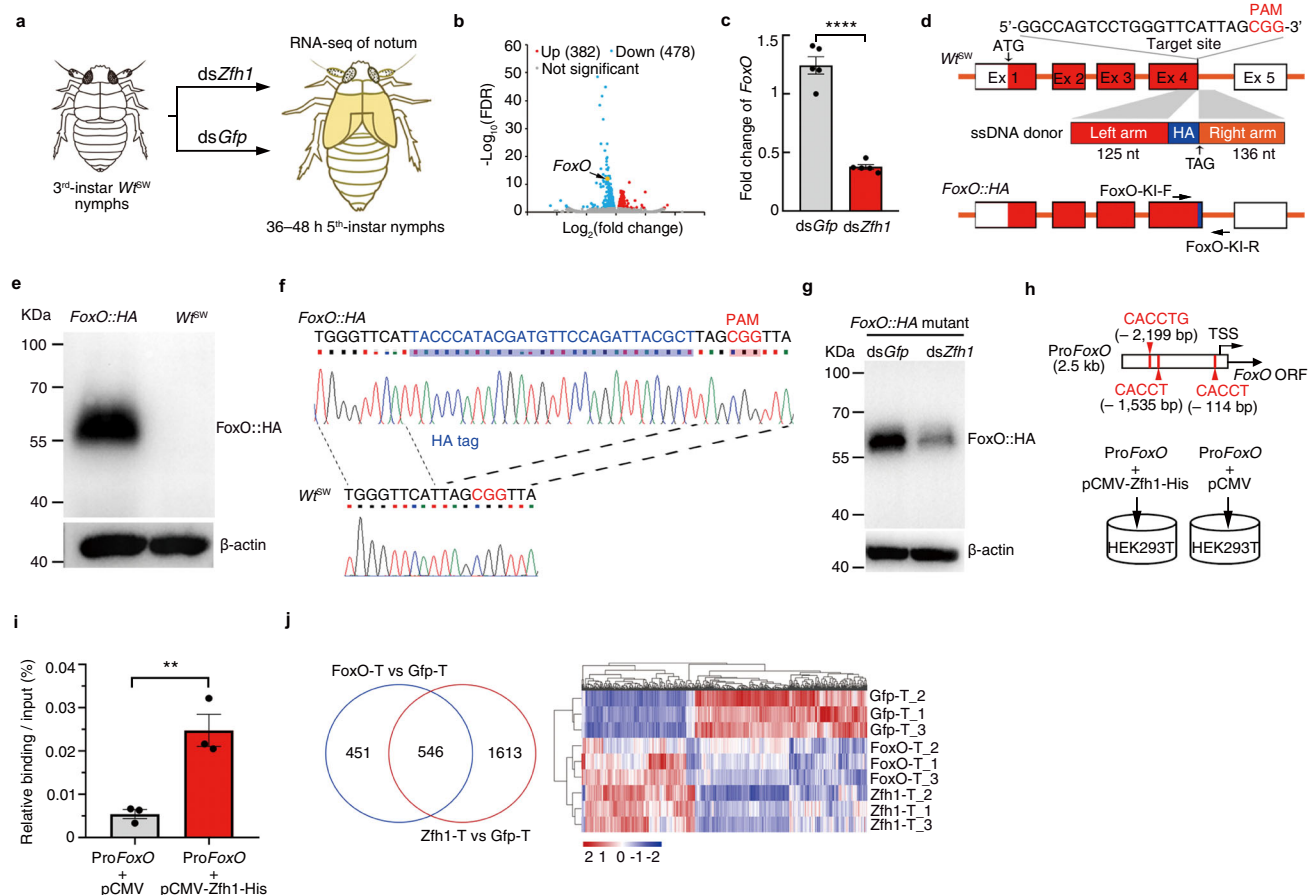 a
RNA-seq of notum
dsZfh1
dsGfp
3rd-instar WtSW
nymphs
36–48 h 5th-instar nymphs
b
Up (382)
Down (478)
Not significant
-Log10(FDR)
60
50
40
30
20
10
0
FoxO
Log2(fold change)
c
****
Fold change of FoxO
1.5
1
0.5
0
dsGfp
dsZfh1
d
PAM
5'-GGCCAGTCCTGGGTTCATTAGCGG-3'
Target site
ATG
WtSW
Ex 1
Ex 2
Ex 3
Ex 4
Ex 5
ssDNA donor
Left arm
HA
Right arm
125 nt
TAG
136 nt
FoxO::HA
FoxO-KI-F
FoxO-KI-R
e
KDa
FoxO::HA
WtSW
100
70
55
40
40
FoxO::HA
β-actin
f
FoxO::HA
PAM
TGGGTTCATTACCCATACGATGTTCCAGATTACGCTTAGCGGTTA
HA tag
WtSW
TGGGTTCATTAGCGGTTA
g
FoxO::HA mutant
KDa
dsGfp
dsZfh1
100
70
55
40
40
FoxO::HA
β-actin
h
CACCTG
(– 2,199 bp)
TSS
ProFoxO
(2.5 kb)
FoxO ORF
CACCT
(– 1,535 bp)
CACCT
(– 114 bp)
ProFoxO
+
pCMV-Zfh1-His
ProFoxO
+
pCMV
HEK293T
HEK293T
i
Relative binding / input (%)
0.04
0.03
0.02
0.01
0
**
ProFoxO
+
pCMV
ProFoxO
+
pCMV-Zfh1-His
j
FoxO-T vs Gfp-T
451
546
1613
Zfh1-T vs Gfp-T
Gfp-T_2
Gfp-T_1
Gfp-T_3
FoxO-T_2
FoxO-T_1
FoxO-T_3
Zfh1-T_2
Zfh1-T_1
Zfh1-T_3
2 1 0 -1 -2